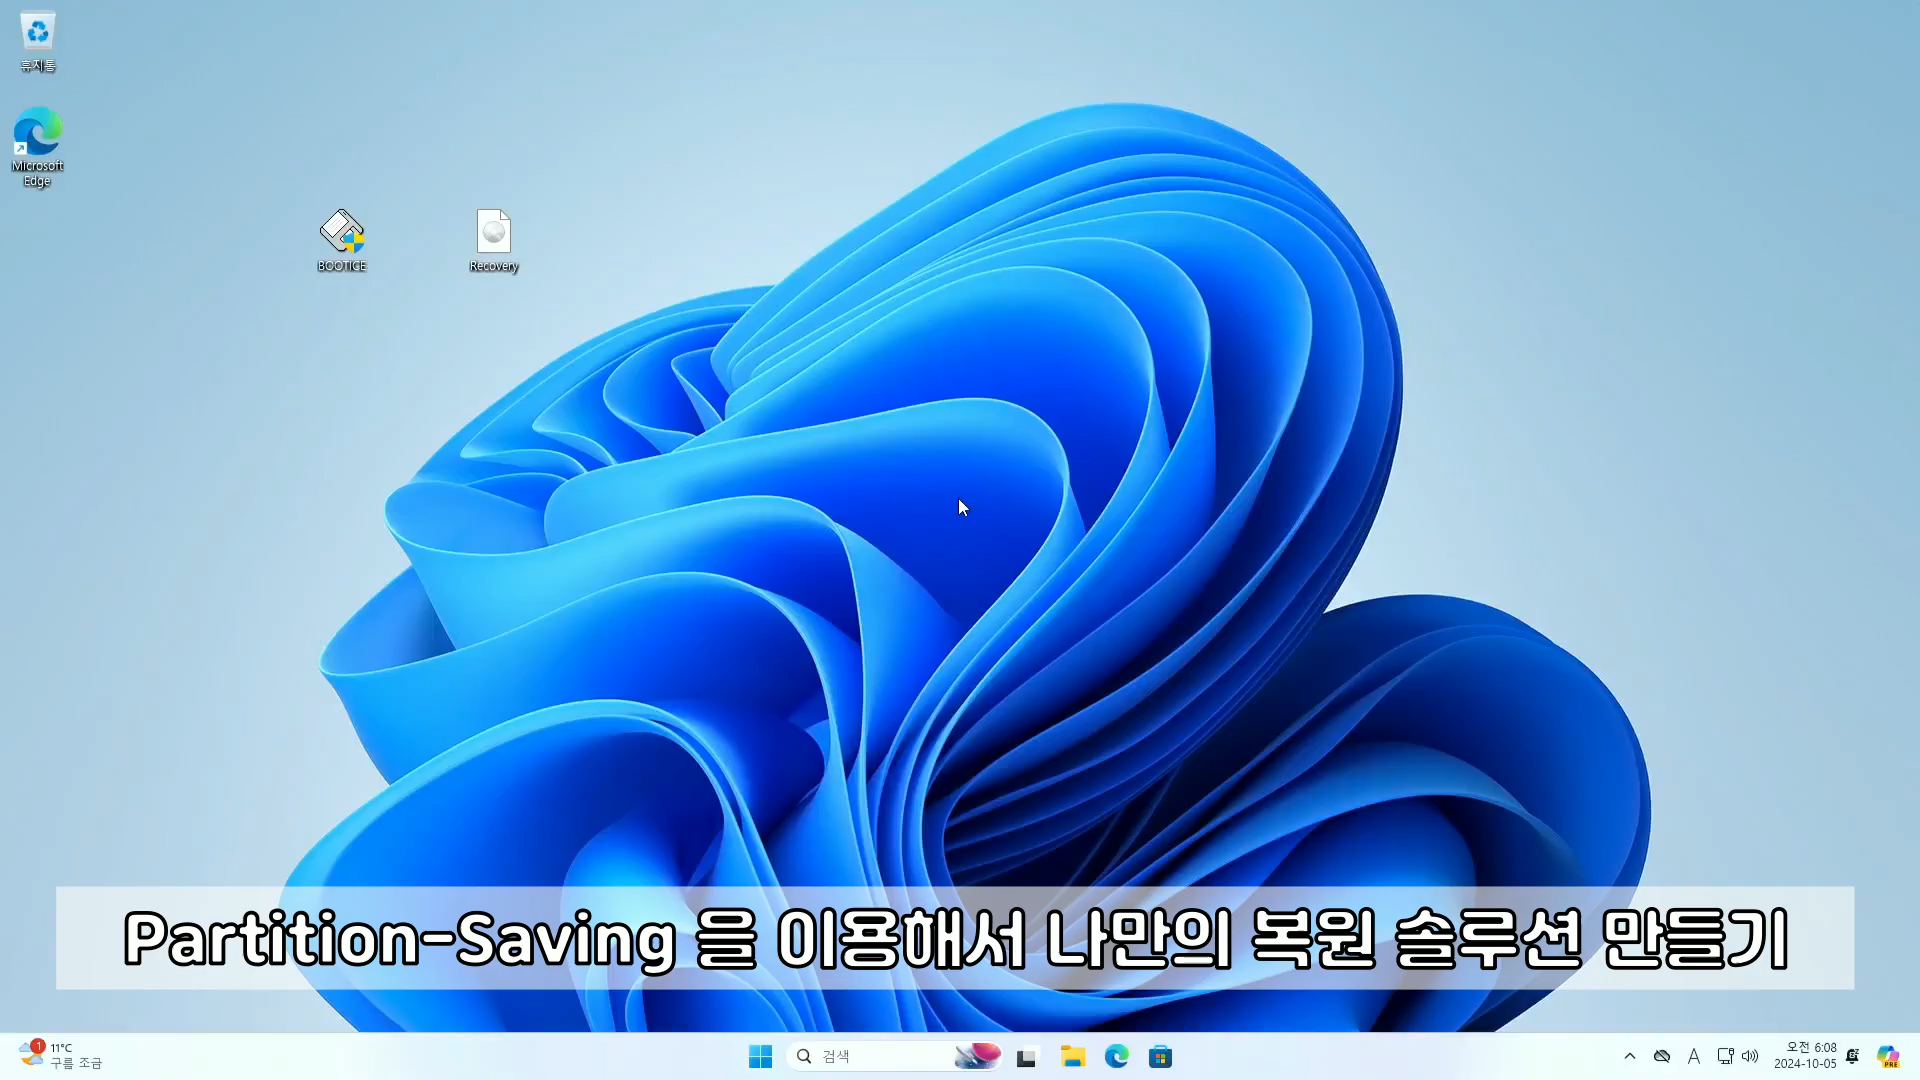 휴지통
Microsoft
Edge
BOOTICE
Recovery
Partition-Saving 을 이용해서 나만의 복원 솔루션 만들기
1
11°C
구름 조금
검색
A
오전 6:08
2024-10-05
PRE